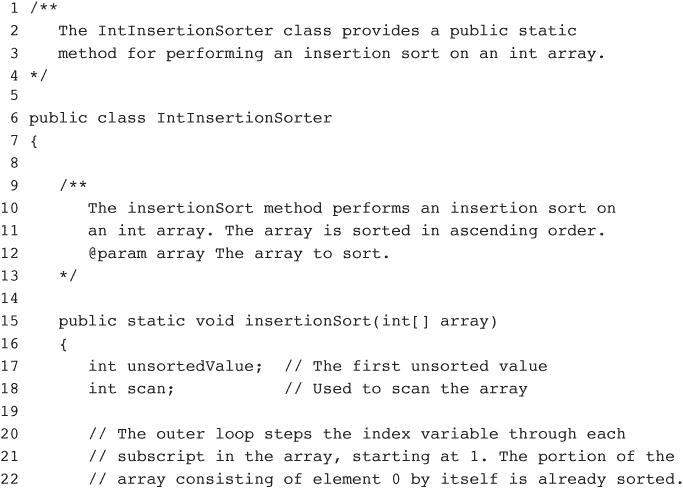 1 /**
2    The IntInsertionSorter class provides a public static
3    method for performing an insertion sort on an int array.
4 */
5
6 public class IntInsertionSorter
7 {
8
9    /**
10       The insertionSort method performs an insertion sort on
11       an int array. The array is sorted in ascending order.
12       @param array The array to sort.
13    */
14
15    public static void insertionSort(int[] array)
16    {
17       int unsortedValue;  // The first unsorted value
18       int scan;           // Used to scan the array
19
20       // The outer loop steps the index variable through each
21       // subscript in the array, starting at 1. The portion of the
22       // array consisting of element 0 by itself is already sorted.